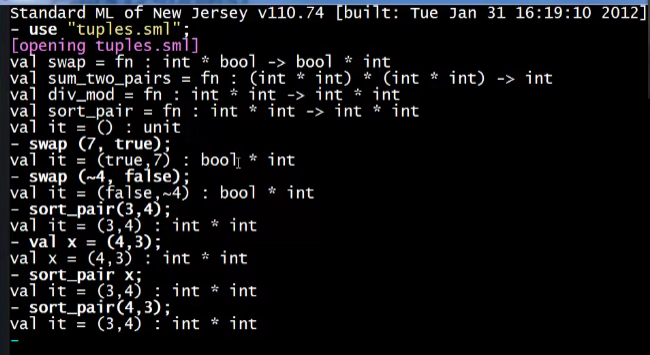 Standard ML of New Jersey v110.74 [built: Tue Jan 31 16:19:10 2012]
- use "tuples.sml";
[opening tuples.sml]
val swap = fn : int * bool -> bool * int
val sum_two_pairs = fn : (int * int) * (int * int) -> int
val div_mod = fn : int * int -> int * int
val sort_pair = fn : int * int -> int * int
val it = () : unit
- swap (7, true);
val it = (true,7) : bool * int
- swap (~4, false);
val it = (false,~4) : bool * int
- sort_pair(3,4);
val it = (3,4) : int * int
- val x = (4,3);
val x = (4,3) : int * int
- sort_pair x;
val it = (3,4) : int * int
- sort_pair(4,3);
val it = (3,4) : int * int
-